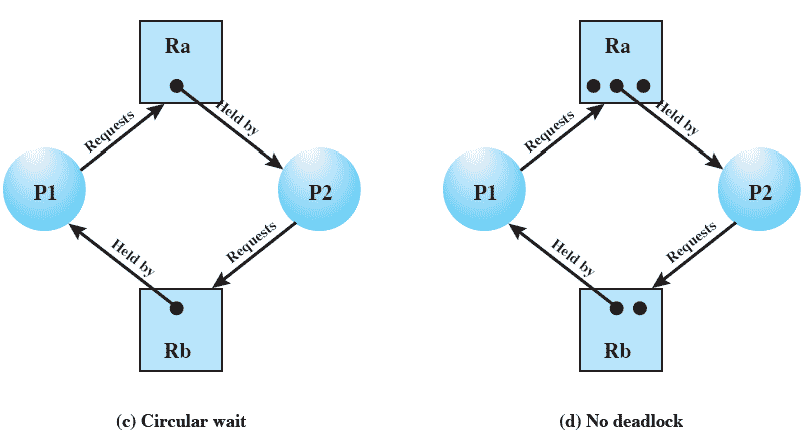 Ra
Requests
Held by
P1
P2
Held by
Requests
Rb
(c) Circular wait
Ra
Requests
Held by
P1
P2
Held by
Requests
Rb
(d) No deadlock